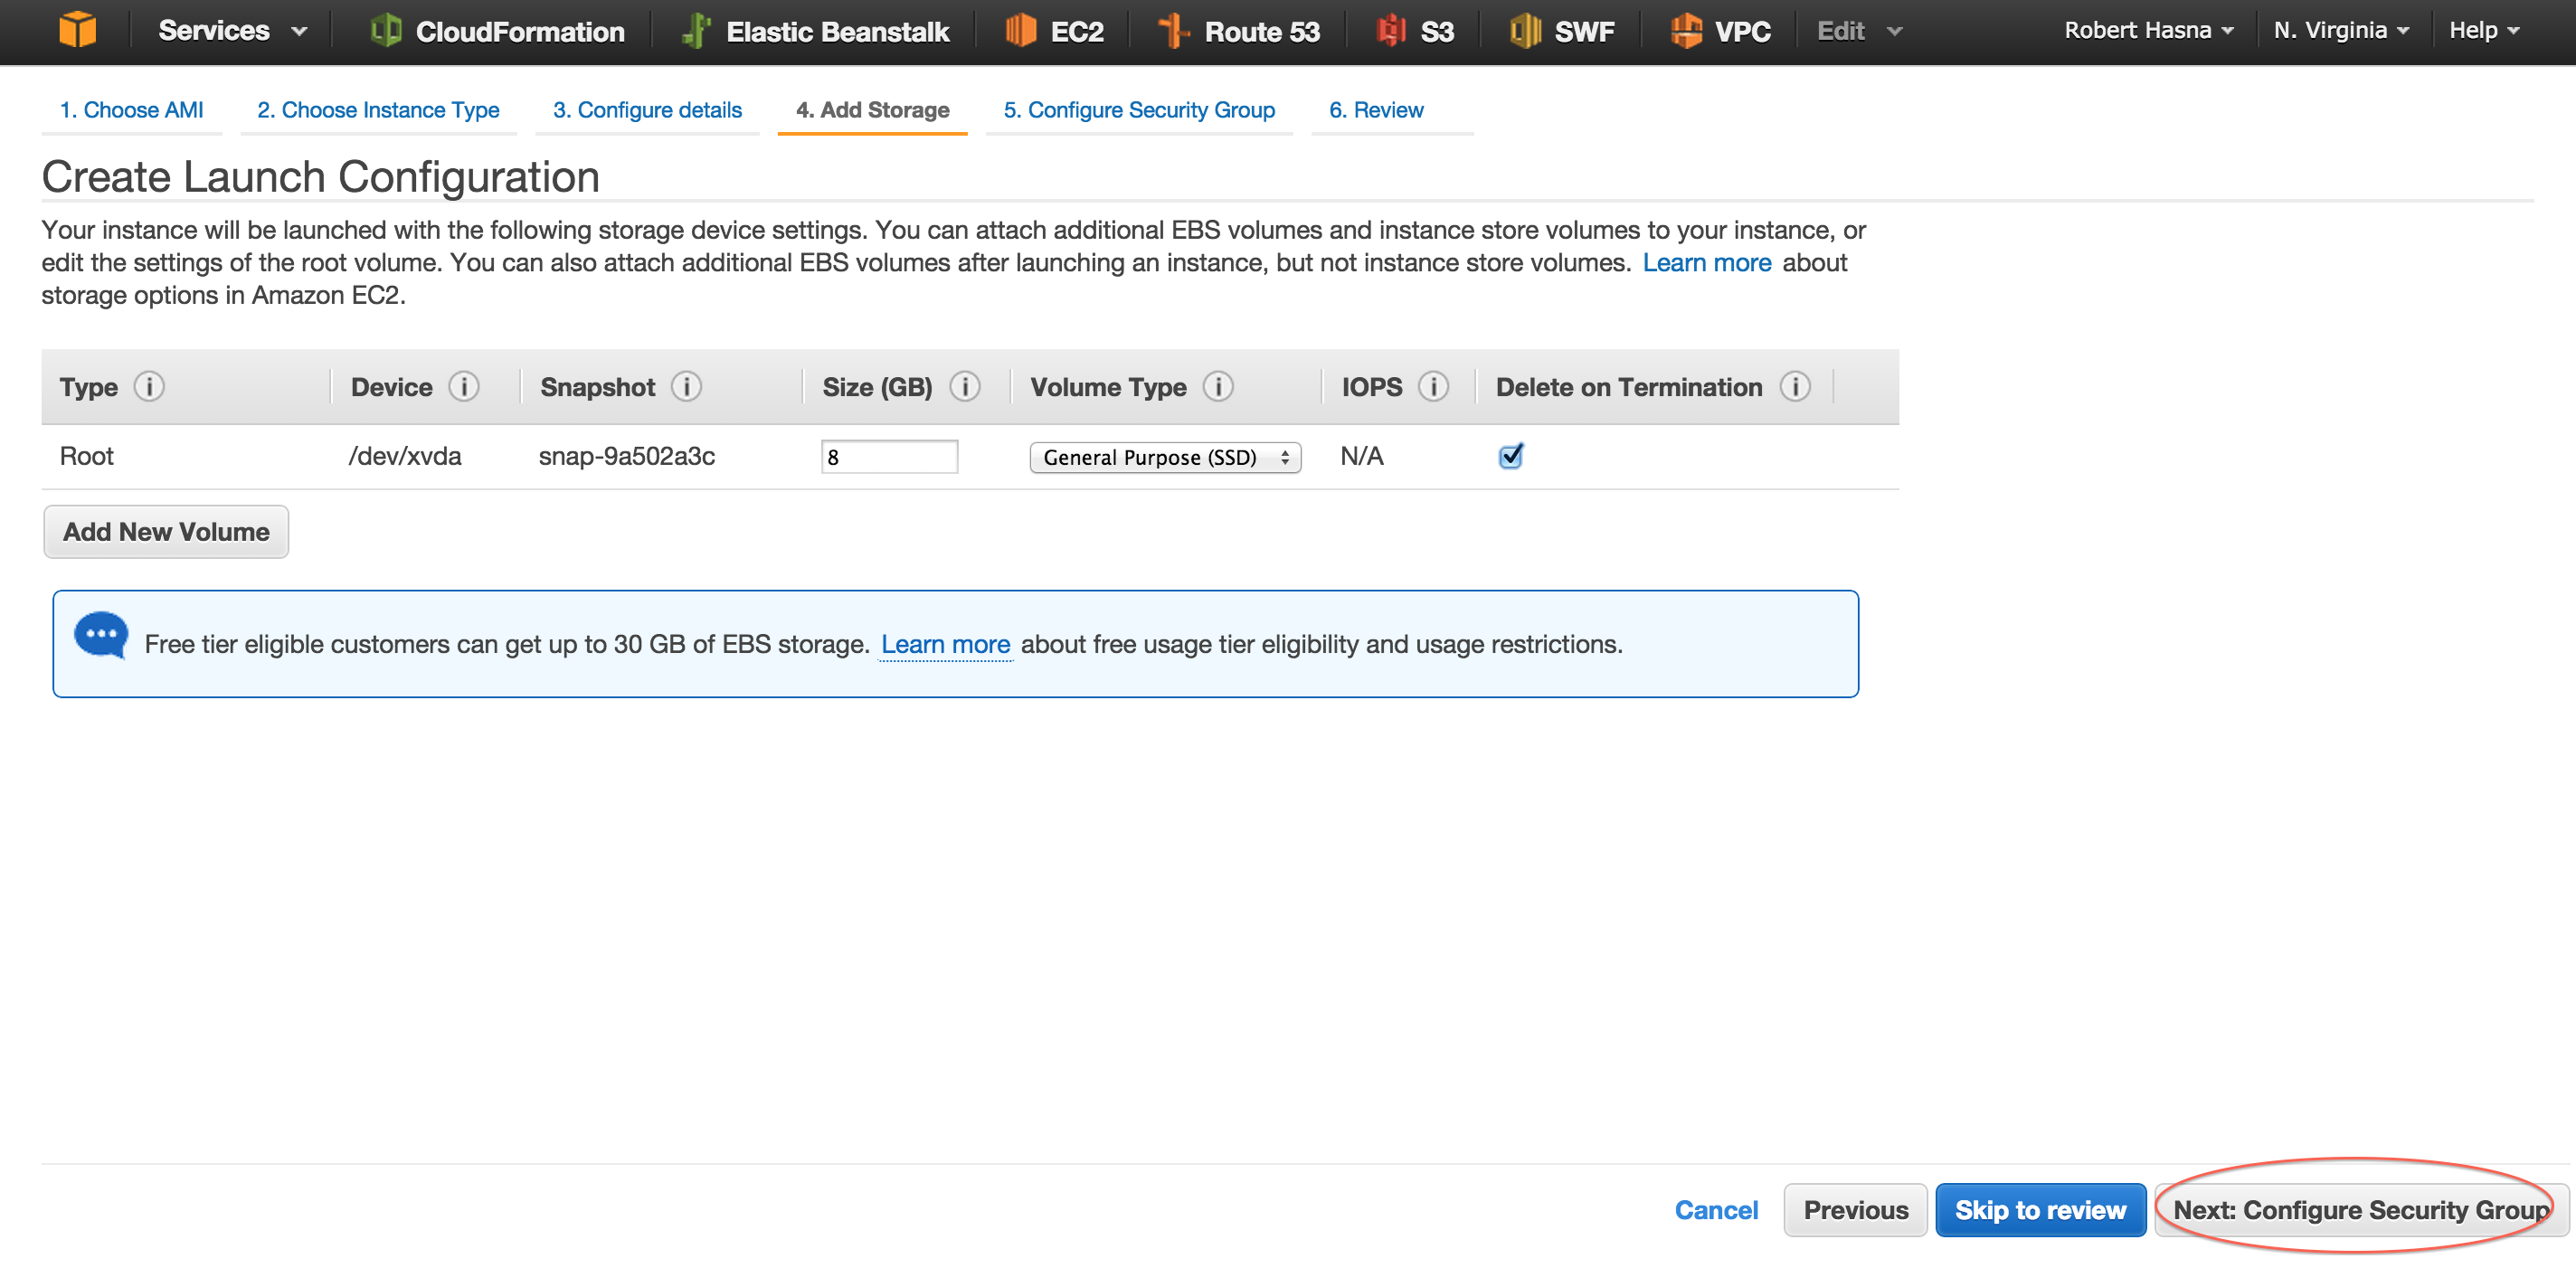 Services CloudFormation Elastic Beanstalk EC2 Route 53 S3 SWF VPC Edit Robert Hasna N. Virginia Help
1. Choose AMI 2. Choose Instance Type 3. Configure details 4. Add Storage 5. Configure Security Group 6. Review
Create Launch Configuration
Your instance will be launched with the following storage device settings. You can attach additional EBS volumes and instance store volumes to your instance, or
edit the settings of the root volume. You can also attach additional EBS volumes after launching an instance, but not instance store volumes. Learn more about
storage options in Amazon EC2.
Type i Device i Snapshot i Size (GB) i Volume Type i IOPS i Delete on Termination i
Root /dev/xvda snap-9a502a3c 8 General Purpose (SSD) N/A
Add New Volume
Free tier eligible customers can get up to 30 GB of EBS storage. Learn more about free usage tier eligibility and usage restrictions.
Cancel Previous Skip to review Next: Configure Security Group